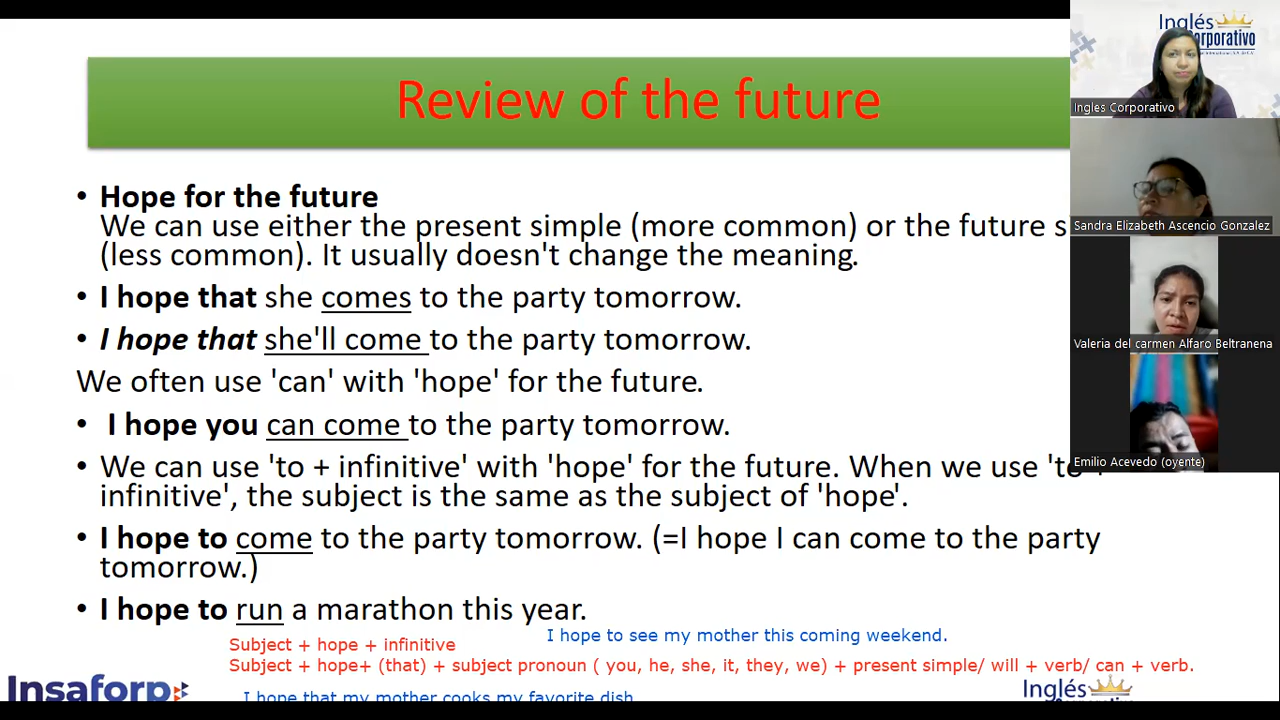 Review of the future
• Hope for the future
We can use either the present simple (more common) or the future s
(less common). It usually doesn't change the meaning.
• I hope that she comes to the party tomorrow.
• I hope that she'll come to the party tomorrow.
We often use 'can' with 'hope' for the future.
• I hope you can come to the party tomorrow.
• We can use 'to + infinitive' with 'hope' for the future. When we use 'to +
infinitive', the subject is the same as the subject of 'hope'.
• I hope to come to the party tomorrow. (=I hope I can come to the party
tomorrow.)
• I hope to run a marathon this year.
Subject + hope + infinitive
I hope to see my mother this coming weekend.
Subject + hope+ (that) + subject pronoun ( you, he, she, it, they, we) + present simple/ will + verb/ can + verb.
I hope that my mother cooks my favorite dish
Insaforp
Inglés
Inglés
Corporativo
Ingles Corporativo
Sandra Elizabeth Ascencio Gonzalez
Valeria del carmen Alfaro Beltranena
Emilio Acevedo (oyente)